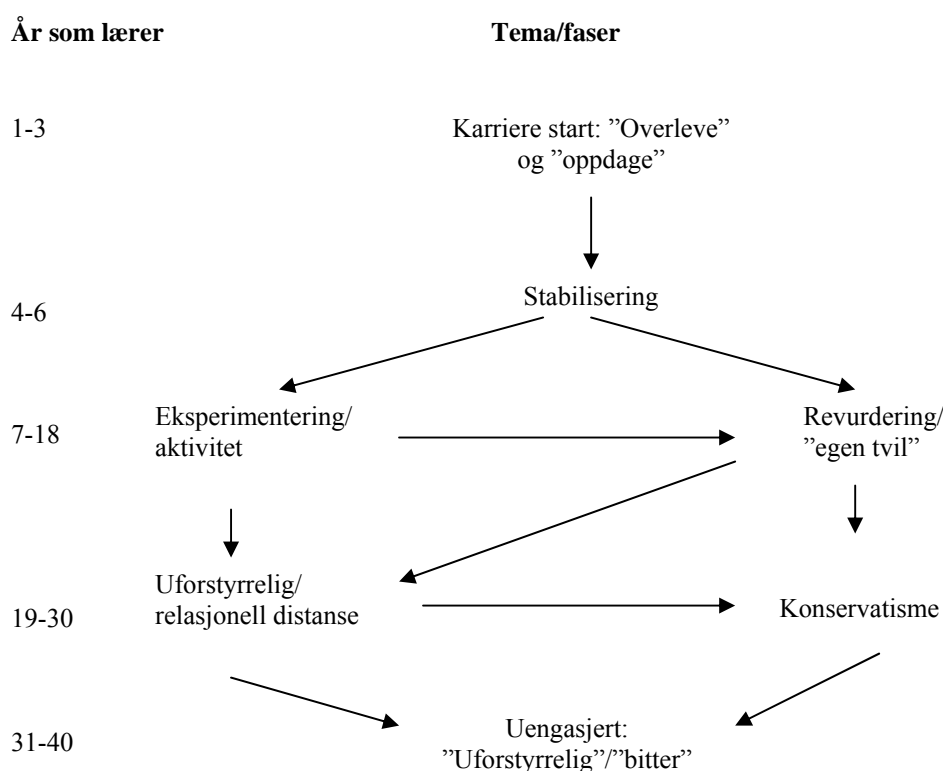 År som lærer Tema/faser
1-3 Karriere start: ”Overleve”
og ”oppdage”
4-6 Stabilisering
7-18 Eksperimentering/
aktivitet
Revurdering/
”egen tvil”
19-30 Uforstyrrelig/
relasjonell distanse
Konservatisme
31-40 Uengasjert:
”Uforstyrrelig”/”bitter”